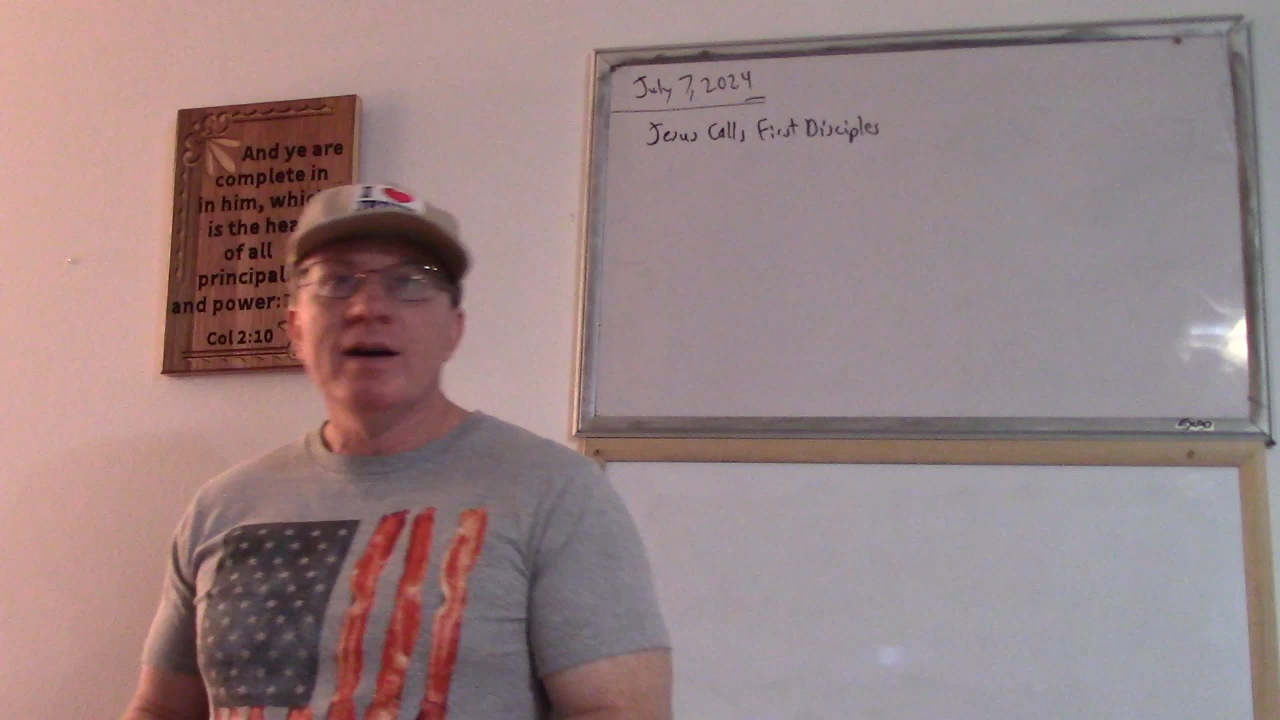 And ye are
complete in
in him, whic
is the hea
of all
principal
and power:
Col 2:10
I
July 7, 2024
Jesus Calls First Disciples
EXPO